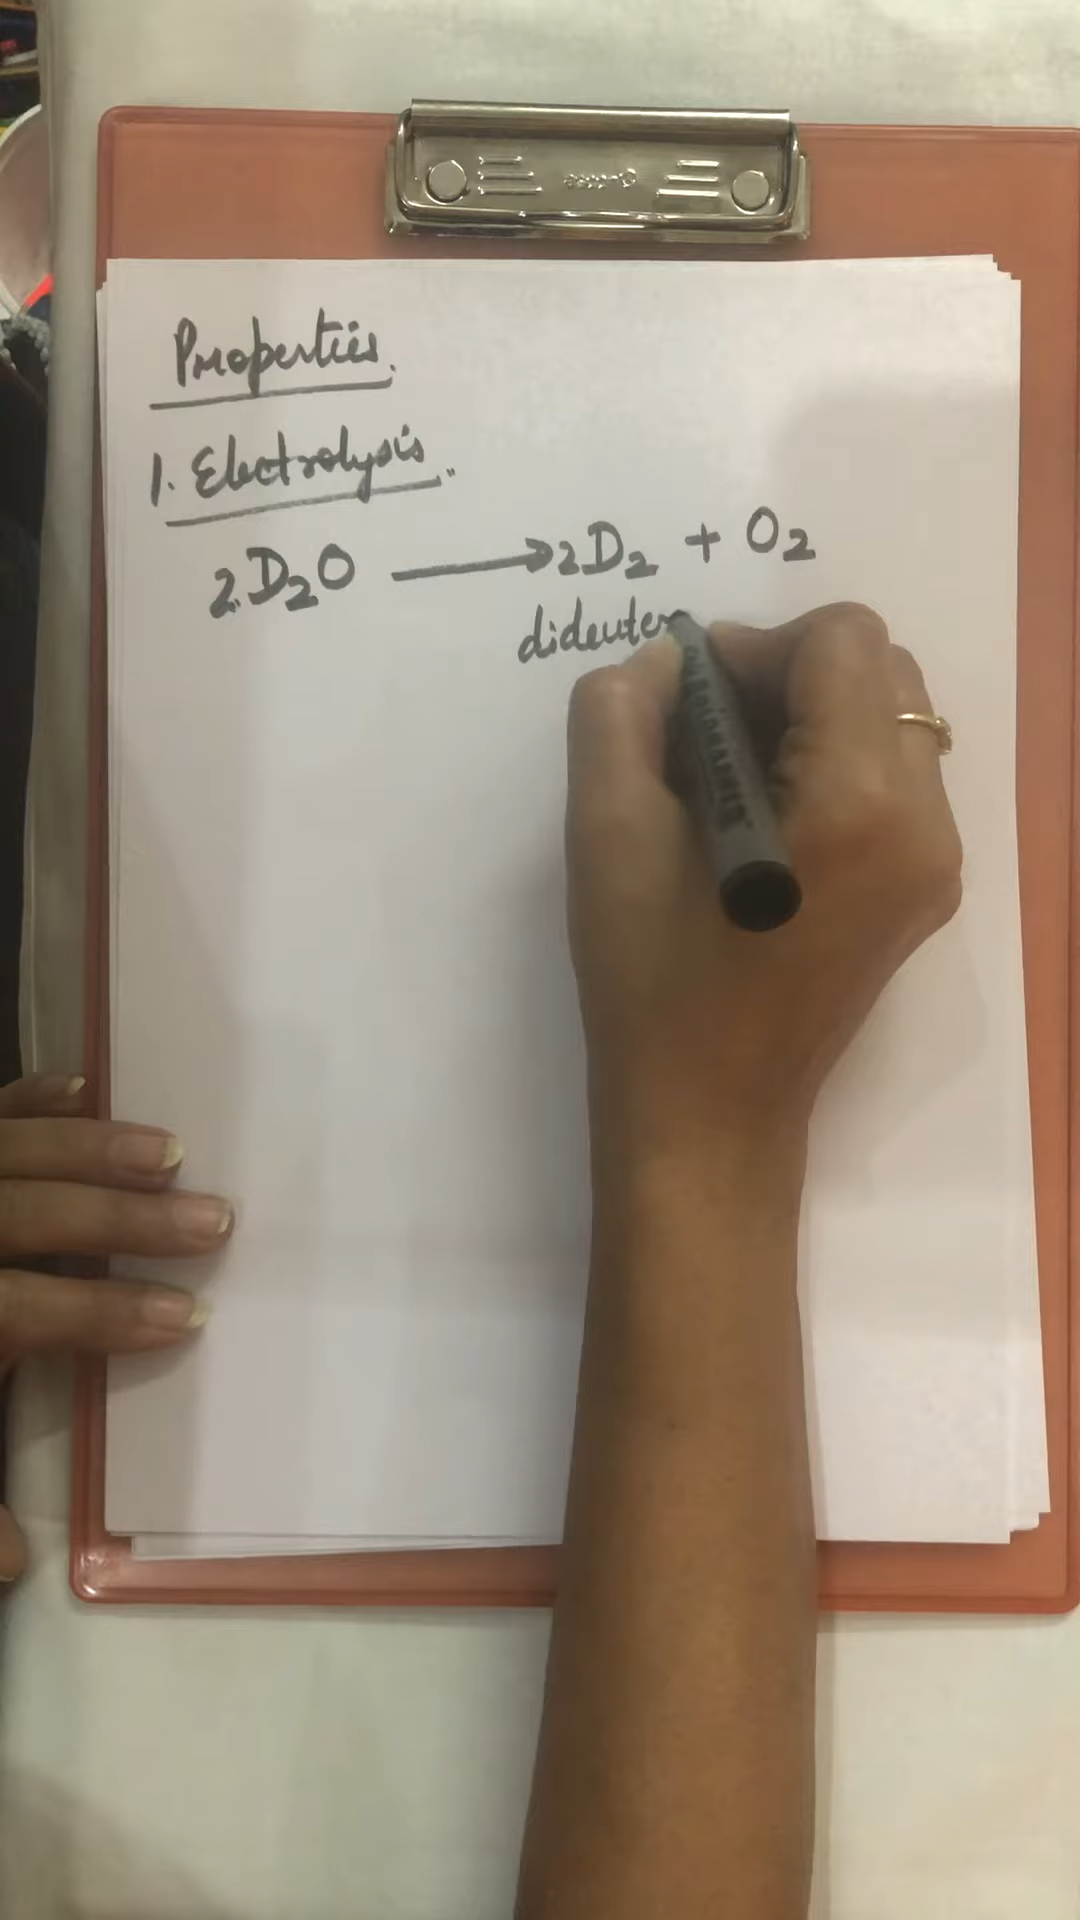 Properties.
1. Electrolysis
2D₂O ⟶ 2D₂ + O₂
dideuter